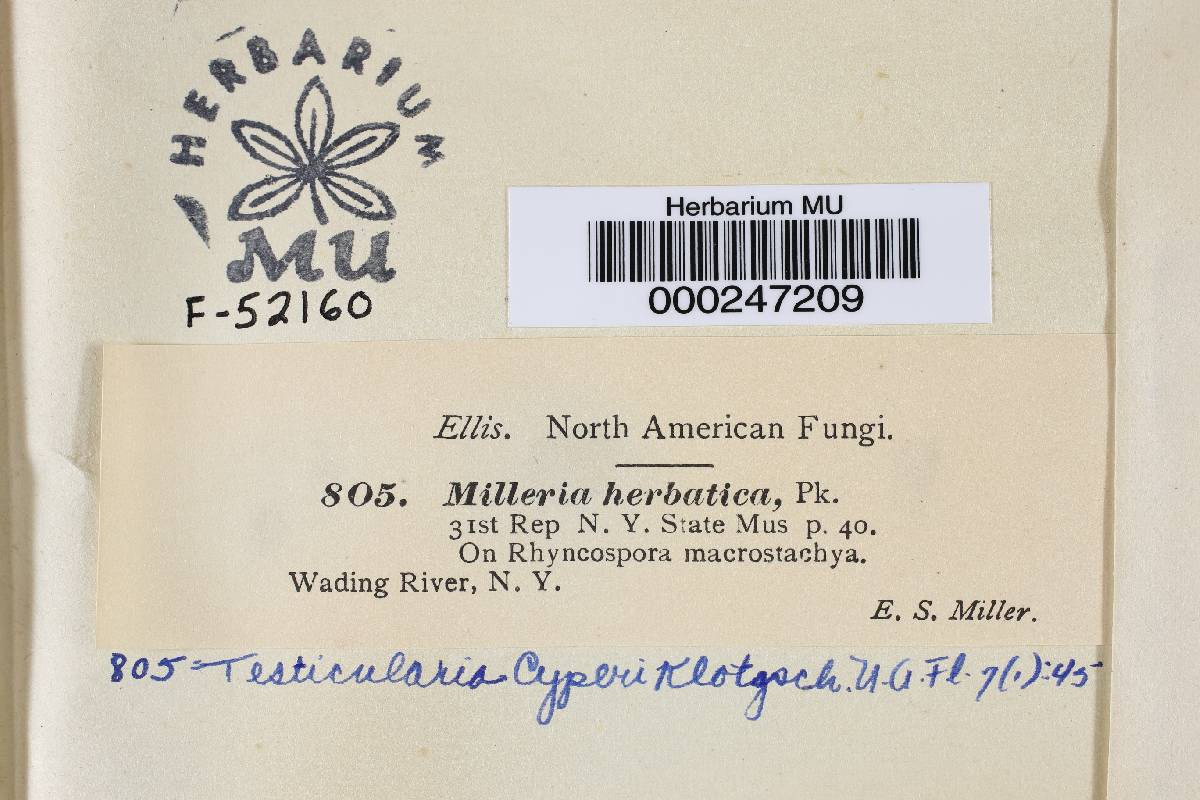 HERBARIUM
MU
F-52160
Herbarium MU
000247209
Ellis. North American Fungi.
805. Milleria herbatica, Pk.
31st Rep N. Y. State Mus p. 40.
On Rhyncospora macrostachya.
Wading River, N. Y.
E. S. Miller.
805 = Testicularia Cyperi Klotzsch. N.A.Fl. 7(1):45